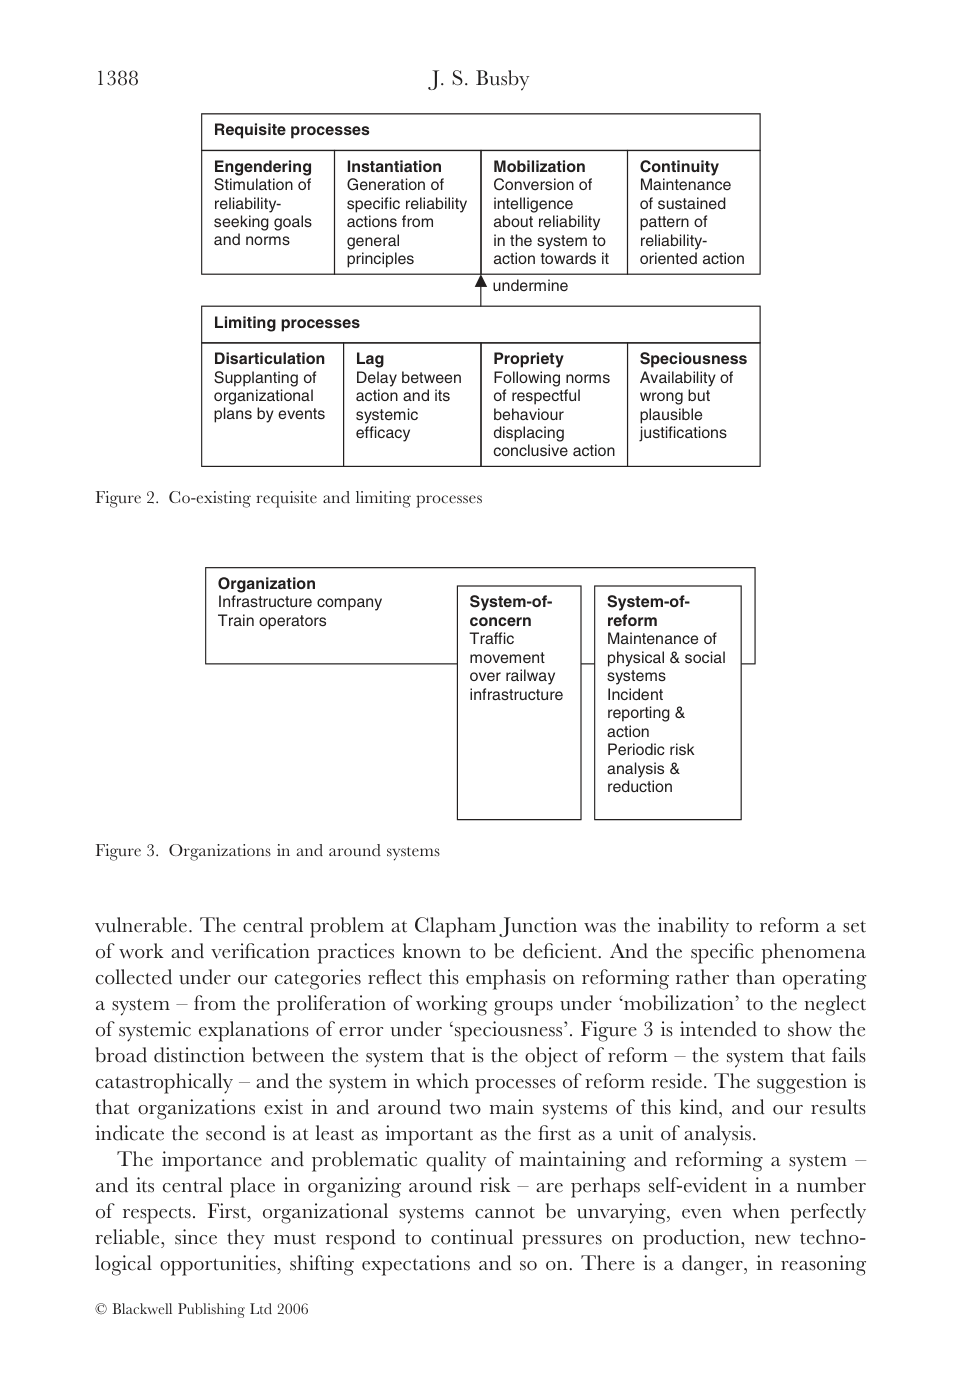 1388
J. S. Busby
Requisite processes
Engendering
Stimulation of
reliability-
seeking goals
and norms
Instantiation
Generation of
specific reliability
actions from
general
principles
Mobilization
Conversion of
intelligence
about reliability
in the system to
action towards it
Continuity
Maintenance
of sustained
pattern of
reliability-
oriented action
undermine
Limiting processes
Disarticulation
Supplanting of
organizational
plans by events
Lag
Delay between
action and its
systemic
efficacy
Propriety
Following norms
of respectful
behaviour
displacing
conclusive action
Speciousness
Availability of
wrong but
plausible
justifications
Figure 2. Co-existing requisite and limiting processes
Organization
Infrastructure company
Train operators
System-of-
concern
Traffic
movement
over railway
infrastructure
System-of-
reform
Maintenance of
physical & social
systems
Incident
reporting &
action
Periodic risk
analysis &
reduction
Figure 3. Organizations in and around systems
vulnerable. The central problem at Clapham Junction was the inability to reform a set
of work and verification practices known to be deficient. And the specific phenomena
collected under our categories reflect this emphasis on reforming rather than operating
a system – from the proliferation of working groups under ‘mobilization’ to the neglect
of systemic explanations of error under ‘speciousness’. Figure 3 is intended to show the
broad distinction between the system that is the object of reform – the system that fails
catastrophically – and the system in which processes of reform reside. The suggestion is
that organizations exist in and around two main systems of this kind, and our results
indicate the second is at least as important as the first as a unit of analysis.
The importance and problematic quality of maintaining and reforming a system –
and its central place in organizing around risk – are perhaps self-evident in a number
of respects. First, organizational systems cannot be unvarying, even when perfectly
reliable, since they must respond to continual pressures on production, new techno-
logical opportunities, shifting expectations and so on. There is a danger, in reasoning
© Blackwell Publishing Ltd 2006